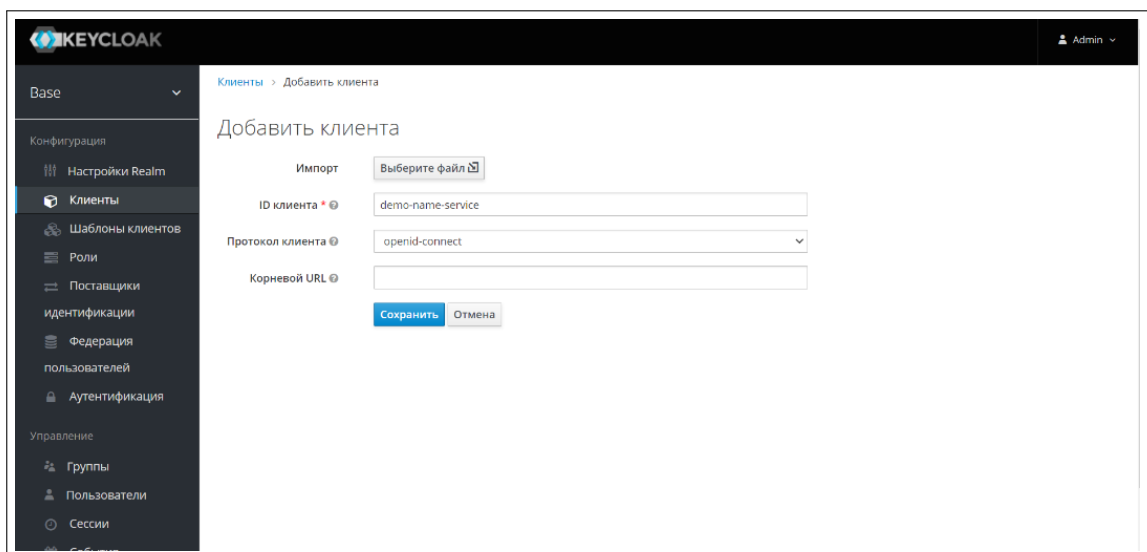 KEYCLOAK
Admin
Base
Конфигурация
Настройки Realm
Клиенты
Шаблоны клиентов
Роли
Поставщики
идентификации
Федерация
пользователей
Аутентификация
Управление
Группы
Пользователи
Сессии
События
Клиенты > Добавить клиента
Добавить клиента
Импорт Выберите файл
ID клиента * demo-name-service
Протокол клиента openid-connect
Корневой URL
Сохранить Отмена